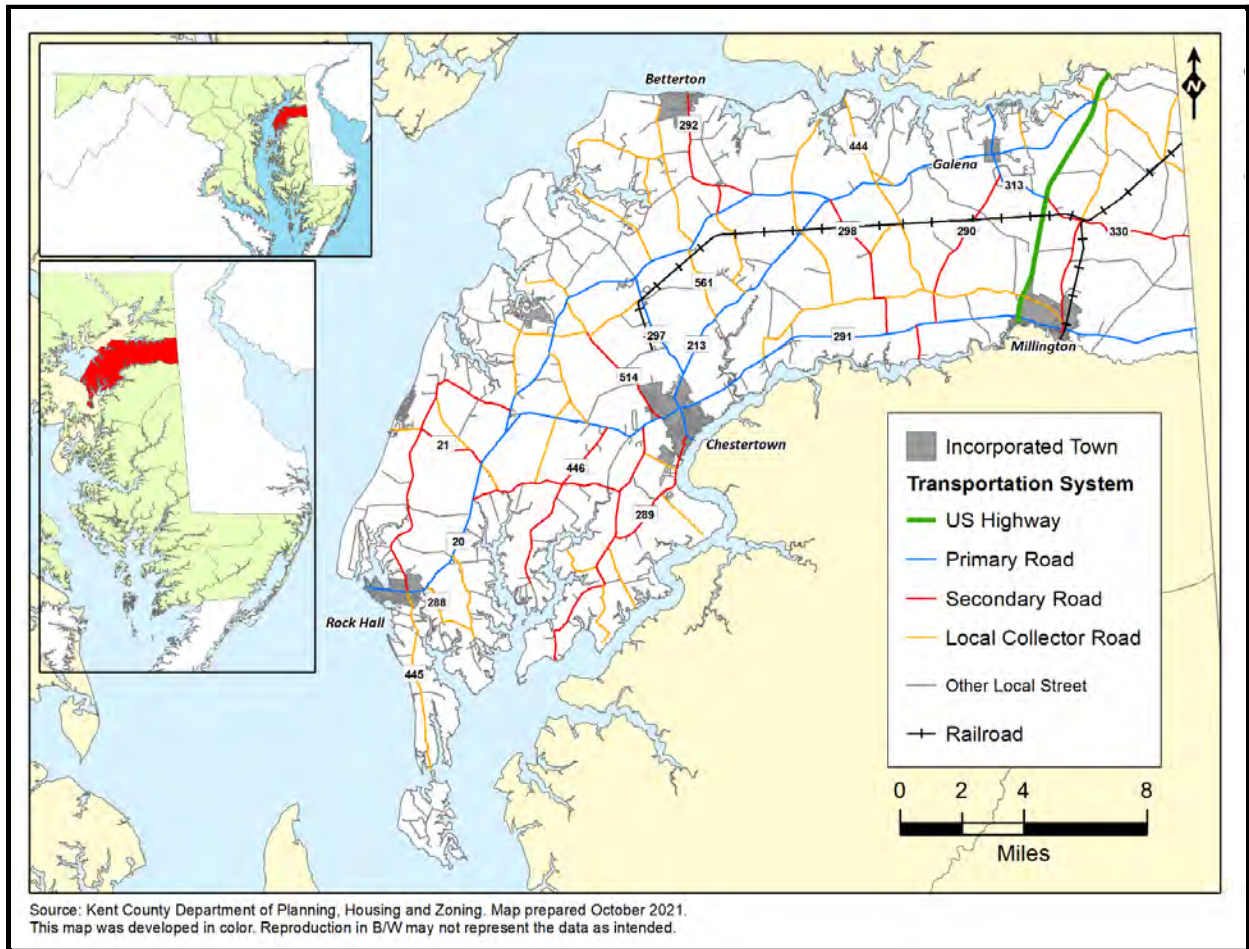 N
Betterton
292
444
Galena
313
298
290
330
561
297
213
291
Millington
514
Chestertown
21
446
289
20
Rock Hall
288
445
Incorporated Town
Transportation System
US Highway
Primary Road
Secondary Road
Local Collector Road
Other Local Street
Railroad
0 2 4 8
Miles
Source: Kent County Department of Planning, Housing and Zoning. Map prepared October 2021.
This map was developed in color. Reproduction in B/W may not represent the data as intended.